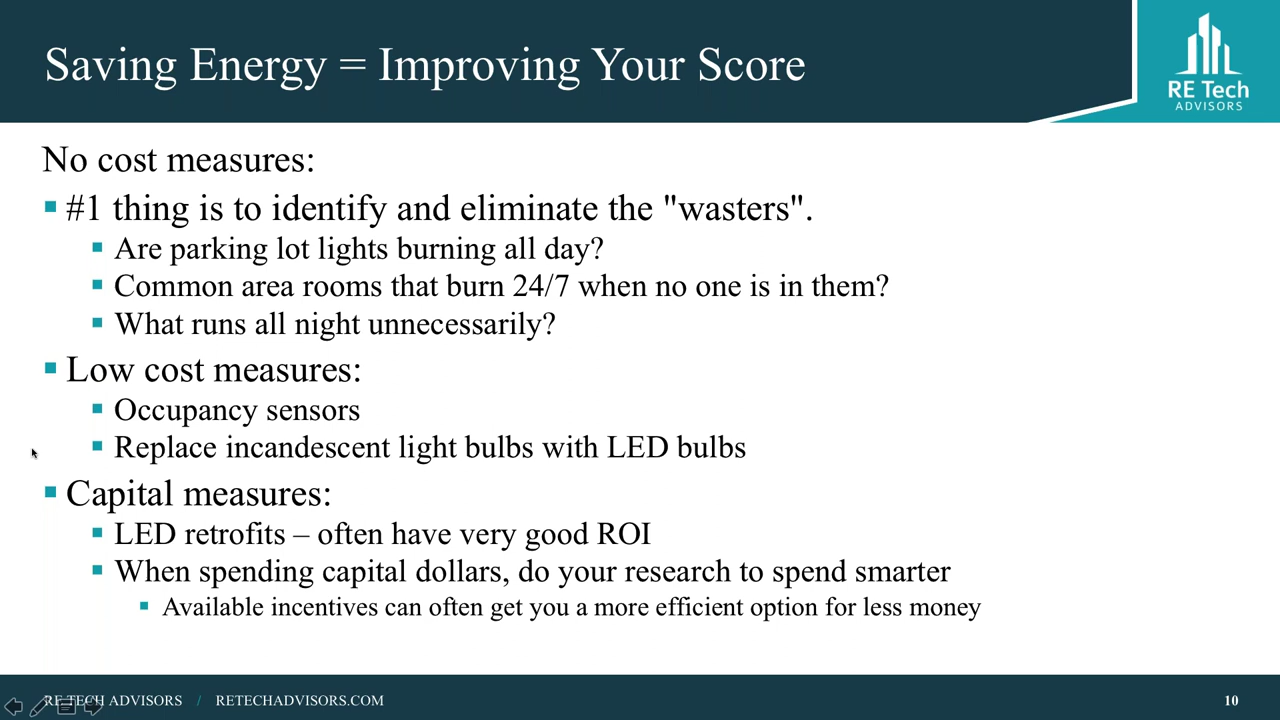 Saving Energy = Improving Your Score
RE Tech
ADVISORS
No cost measures:
#1 thing is to identify and eliminate the "wasters".
Are parking lot lights burning all day?
Common area rooms that burn 24/7 when no one is in them?
What runs all night unnecessarily?
Low cost measures:
Occupancy sensors
Replace incandescent light bulbs with LED bulbs
Capital measures:
LED retrofits – often have very good ROI
When spending capital dollars, do your research to spend smarter
Available incentives can often get you a more efficient option for less money
RE TECH ADVISORS / RETECHADVISORS.COM
10